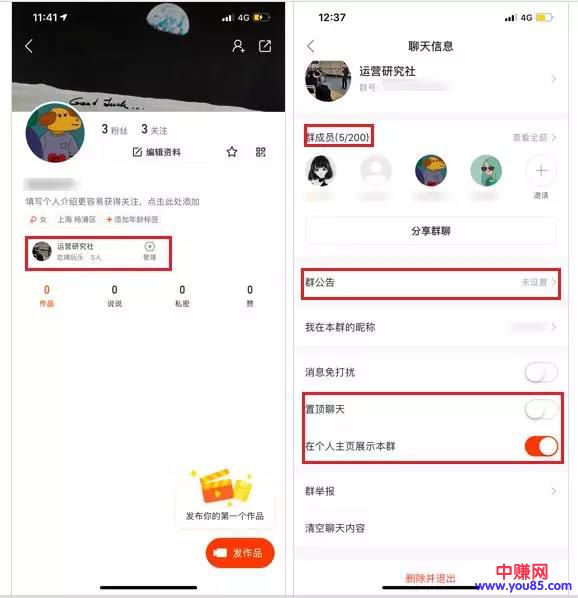 11:41
4G
Good Luck...
3 粉丝
3 关注
编辑资料
填写个人介绍更容易获得关注，点击此处添加
女
上海 杨浦区
+ 添加年龄标签
运营研究社
吃喝玩乐 5人
管理
0
作品
0
说说
0
私密
0
赞
发布你的第一个作品
发作品
12:37
4G
聊天信息
运营研究社
群号：
群成员(5/200)
查看全部
邀请
分享群聊
群公告
未设置
我在本群的昵称
消息免打扰
置顶聊天
在个人主页展示本群
群举报
清空聊天内容
删除并退出
中赚网
www.you85.com